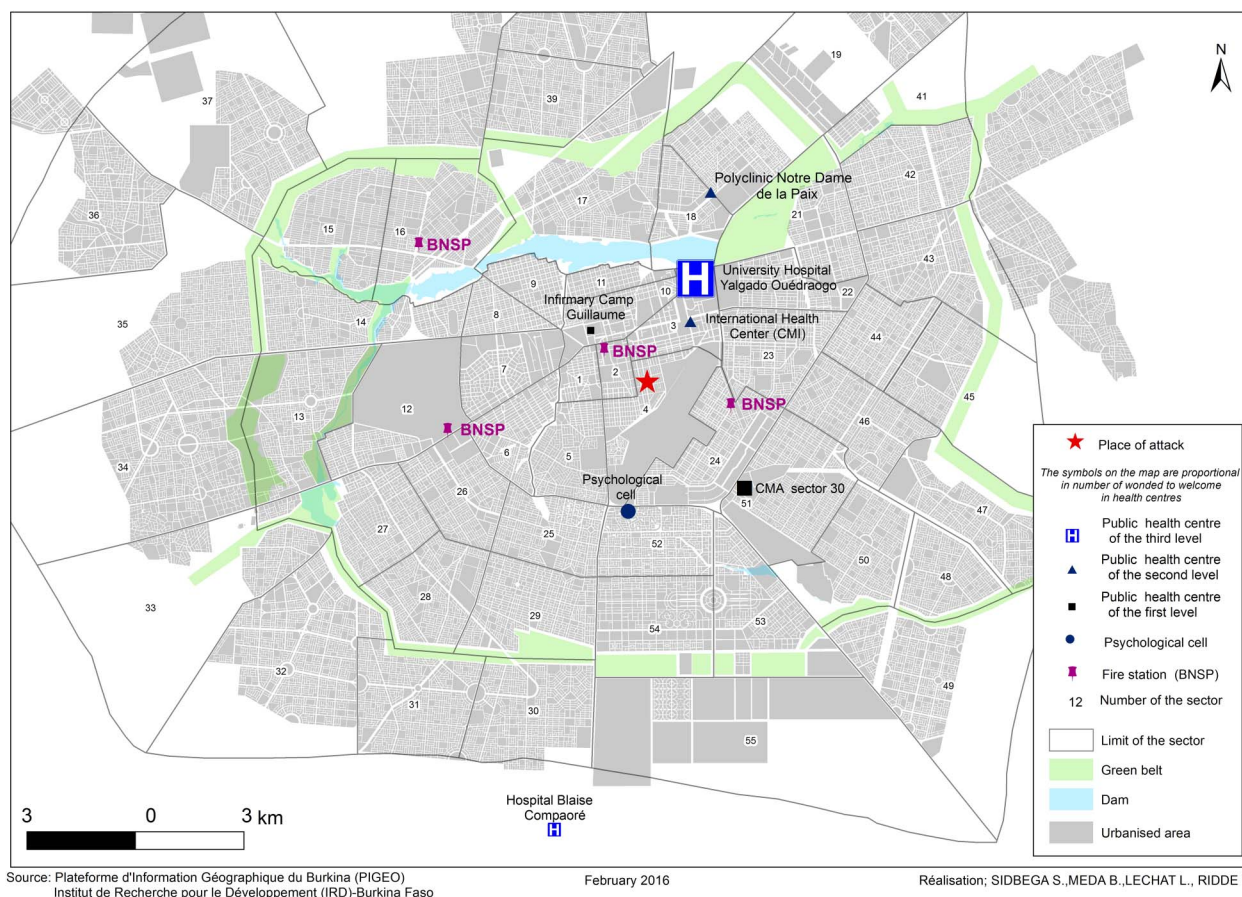 N
37
19
39
41
36
Polyclinic Notre Dame
de la Paix
42
17
18
21
15
16
BNSP
43
9
11
10
University Hospital
Yalgado Ouédraogo
22
Infirmary Camp
Guillaume
35
14
8
3
International Health
Center (CMI)
44
BNSP
23
7
1
2
45
12
4
BNSP
13
BNSP
46
34
6
5
24
Psychological
cell
CMA sector 30
26
51
47
27
25
52
50
48
33
28
29
54
53
32
49
31
30
55
Hospital Blaise
Compaoré
3 0 3 km
Place of attack
The symbols on the map are proportional
in number of wonded to welcome
in health centres
Public health centre
of the third level
Public health centre
of the second level
Public health centre
of the first level
Psychological cell
Fire station (BNSP)
12 Number of the sector
Limit of the sector
Green belt
Dam
Urbanised area
Source: Plateforme d'Information Géographique du Burkina (PIGEO)
Institut de Recherche pour le Développement (IRD)-Burkina Faso
February 2016
Réalisation; SIDBEGA S.,MEDA B.,LECHAT L., RIDDE